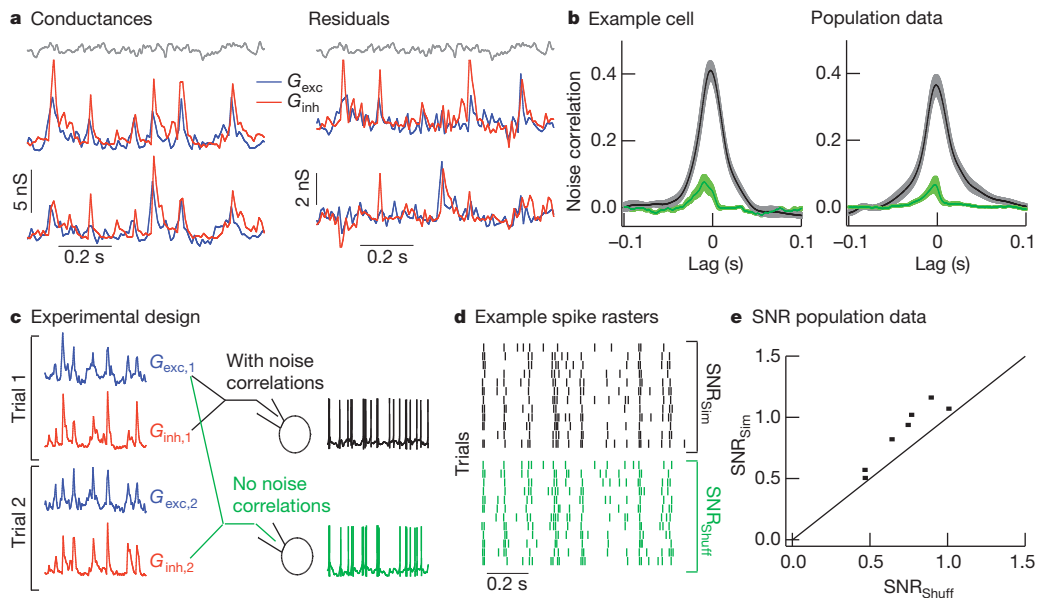 a Conductances
Residuals
G_exc
G_inh
5 nS
2 nS
0.2 s
0.2 s
b Example cell
Population data
Noise correlation
0.4
0.2
0.0
−0.1
0
0.1
Lag (s)
0.4
0.2
0.0
−0.1
0
0.1
Lag (s)
c Experimental design
Trial 1
G_exc,1
G_inh,1
With noise
correlations
Trial 2
G_exc,2
G_inh,2
No noise
correlations
d Example spike rasters
Trials
SNR_Sim
SNR_Shuff
0.2 s
e SNR population data
SNR_Sim
1.5
1.0
0.5
0.0
0.0
0.5
1.0
1.5
SNR_Shuff